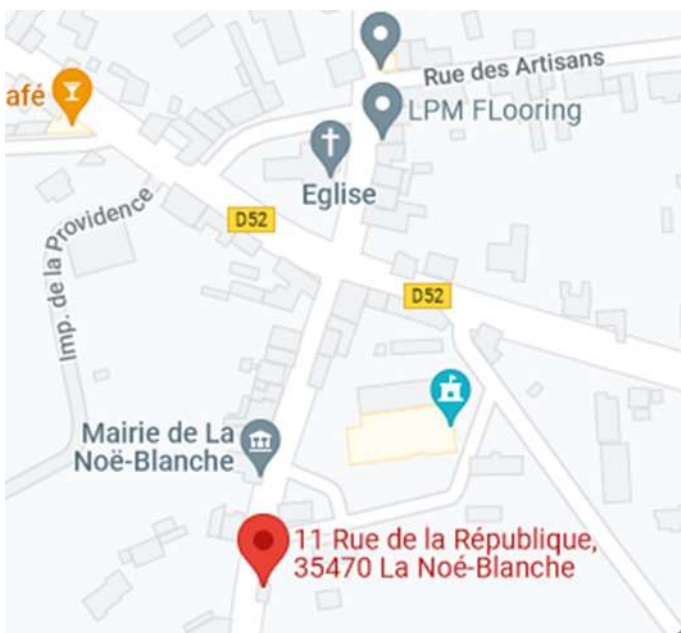 Rue des Artisans
afé
LPM FLooring
Eglise
D52
Imp. de la Providence
D52
Mairie de La
Noë-Blanche
11 Rue de la République,
35470 La Noé-Blanche